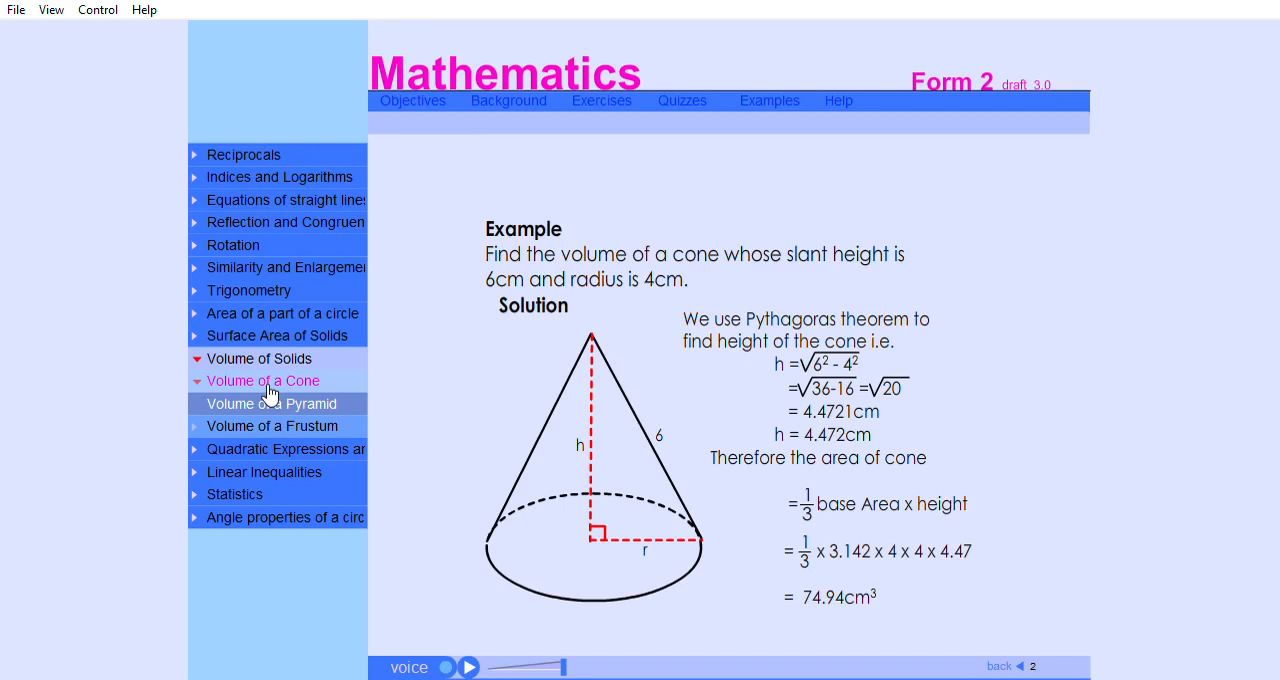 File View Control Help
Mathematics
Form 2 draft 3.0
Objectives Background Exercises Quizzes Examples Help
Reciprocals
Indices and Logarithms
Equations of straight lines
Reflection and Congruen
Rotation
Similarity and Enlargemen
Trigonometry
Area of a part of a circle
Surface Area of Solids
Volume of Solids
Volume of a Cone
Volume of a Pyramid
Volume of a Frustum
Quadratic Expressions an
Linear Inequalities
Statistics
Angle properties of a circ
Example
Find the volume of a cone whose slant height is
6cm and radius is 4cm.
Solution
We use Pythagoras theorem to
find height of the cone i.e.
h =√6² - 4²
=√36-16 =√20
= 4.4721cm
h = 4.472cm
Therefore the area of cone
= 1/3 base Area x height
= 1/3 x 3.142 x 4 x 4 x 4.47
= 74.94cm³
h
6
r
voice
back 2